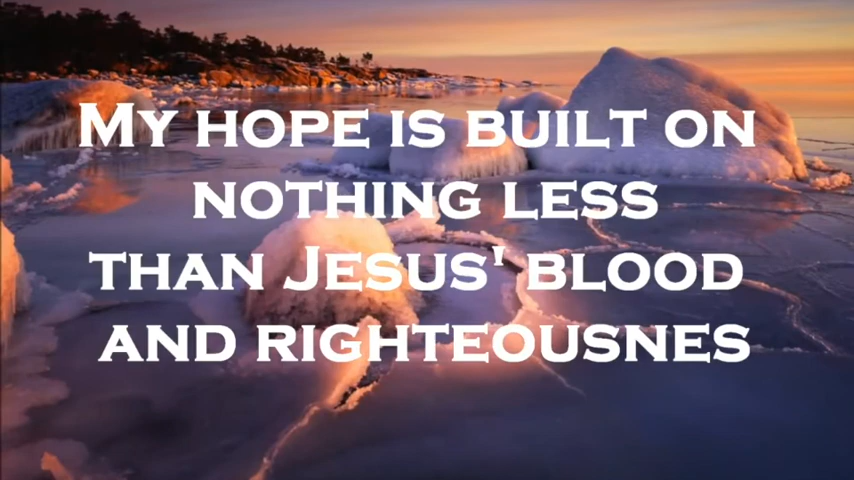 My hope is built on
nothing less
than Jesus' blood
and righteousnes